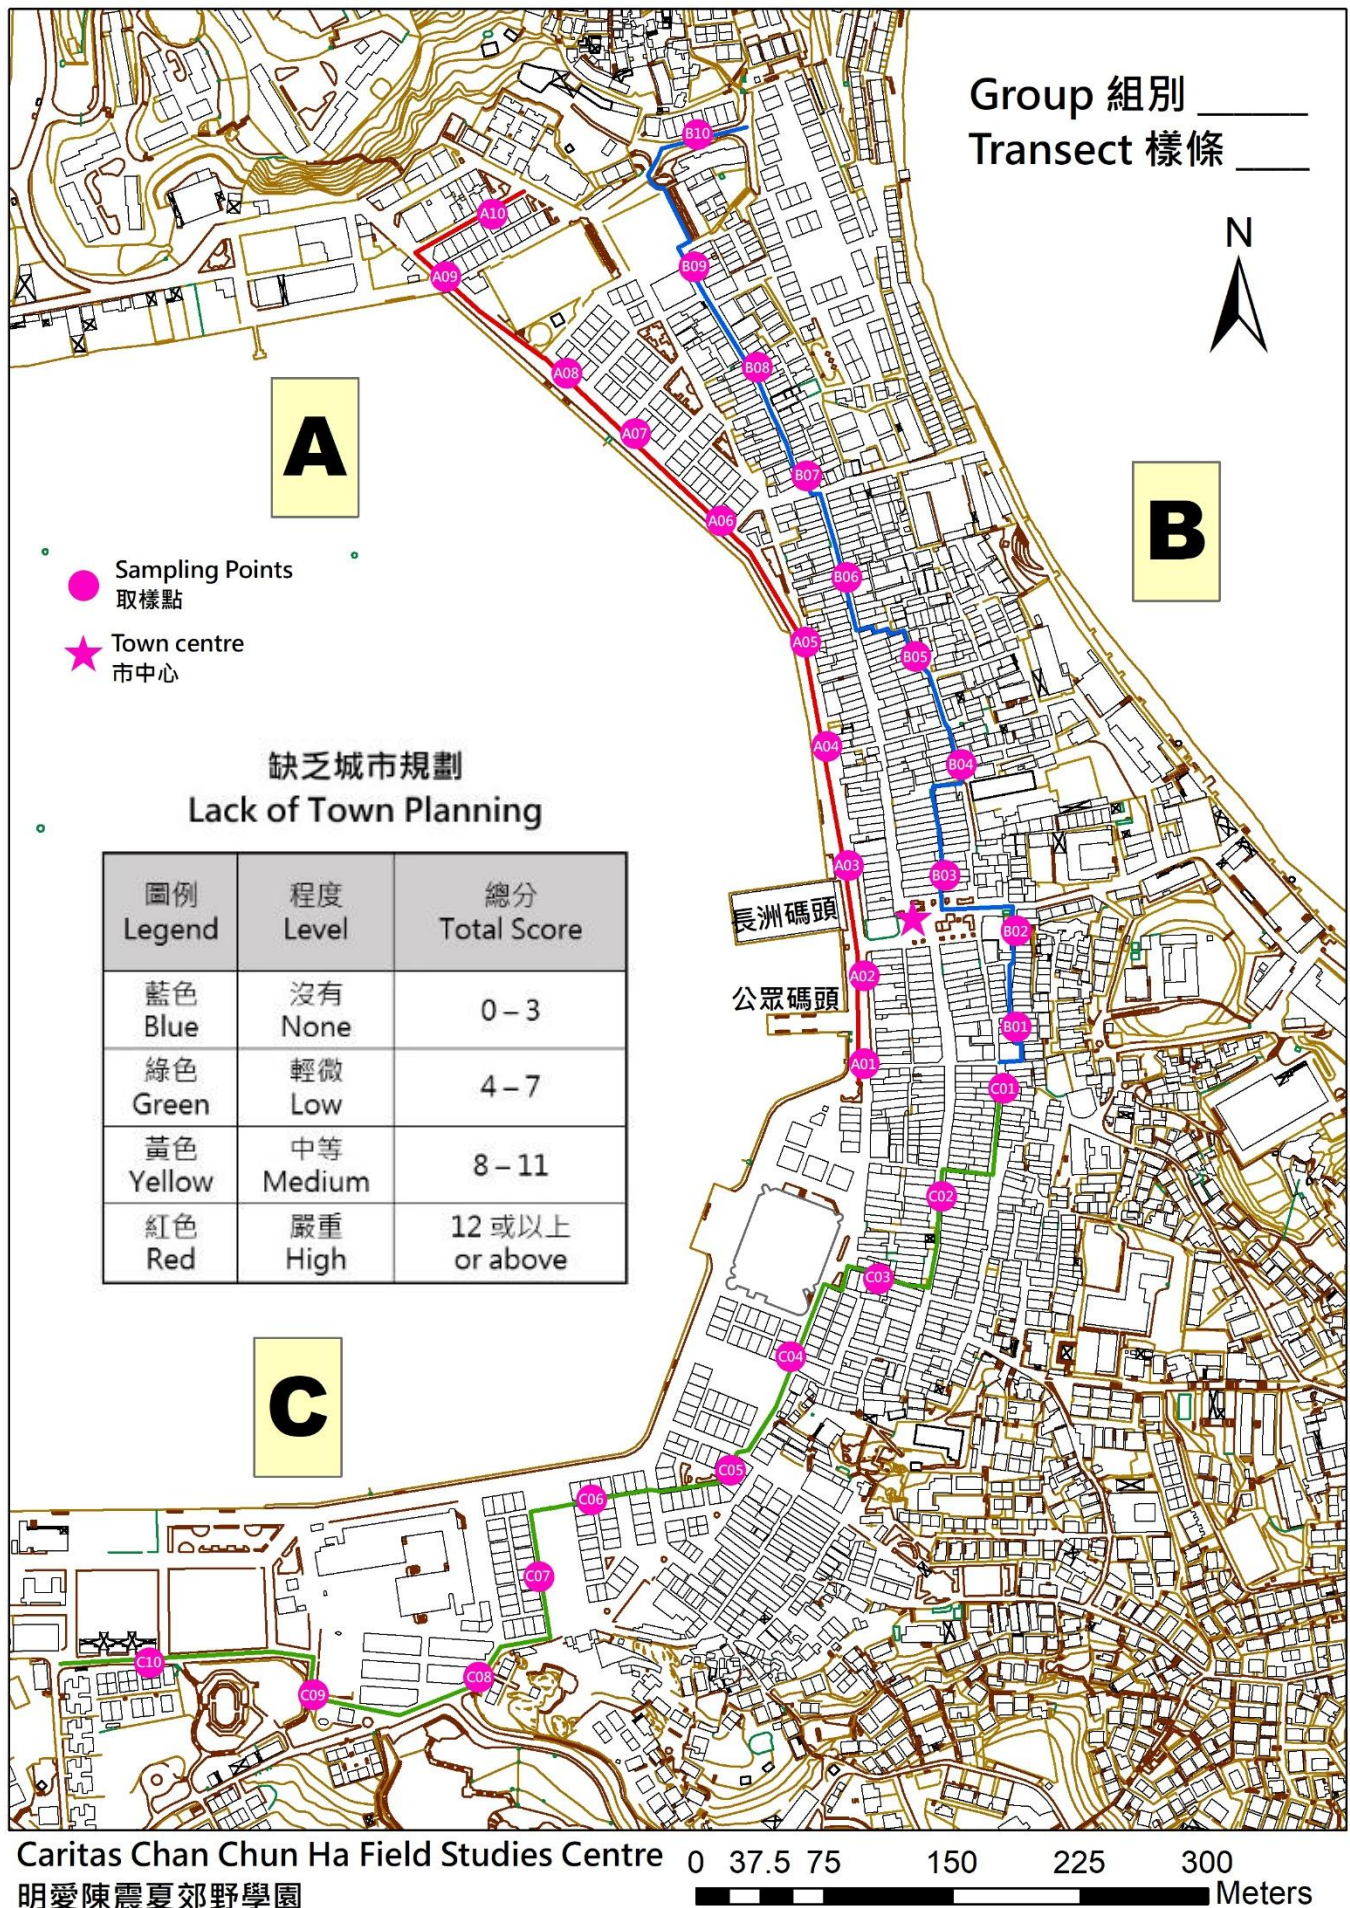 Group 組別 _____
Transect 樣條 ___
N
B10
A10
B09
A09
B08
A08
A
A07
B07
B
A06
Sampling Points
取樣點
B06
Town centre
市中心
A05
B05
A04
B04
缺乏城市規劃
Lack of Town Planning
圖例 程度 總分
Legend Level Total Score
藍色 沒有 0 – 3
Blue None
綠色 輕微 4 – 7
Green Low
黃色 中等 8 – 11
Yellow Medium
紅色 嚴重 12 或以上
Red High or above
A03
B03
長洲碼頭
B02
A02
公眾碼頭
B01
A01
C01
C02
C03
C
C04
C05
C06
C07
C08
C10
C09
Caritas Chan Chun Ha Field Studies Centre
明愛陳震夏郊野學園
0 37.5 75 150 225 300
Meters